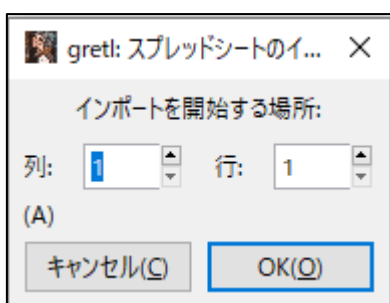 gretl: スプレッドシートのイ...
インポートを開始する場所:
列: 1 行: 1
(A)
キャンセル(C) OK(O)